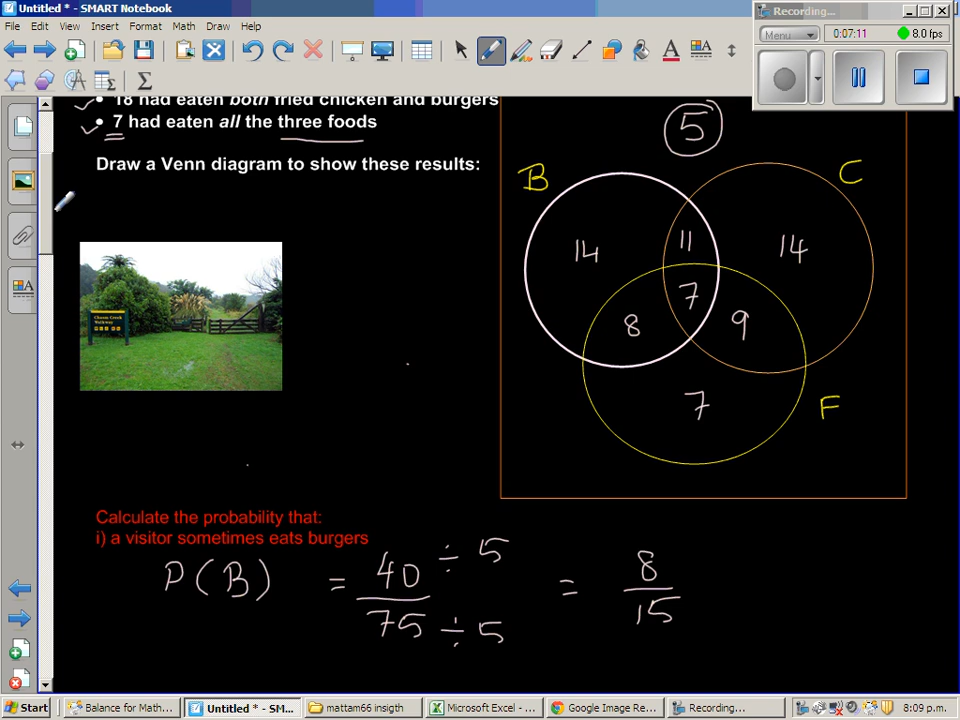 Untitled * - SMART Notebook
Recording...
File Edit View Insert Format Math Draw Help
Menu
0:07:11
8.0 fps
18 had eaten both fried chicken and burgers
7 had eaten all the three foods
Draw a Venn diagram to show these results:
5
B
C
14
11
14
7
8
9
7
F
Calculate the probability that:
i) a visitor sometimes eats burgers
P(B) = 40 ÷ 5 = 8
75 ÷ 5 15
Start
Balance for Math...
Untitled * - SM...
mattam66 insigth
Microsoft Excel - ...
Google Image Re...
Recording...
8:09 p.m.